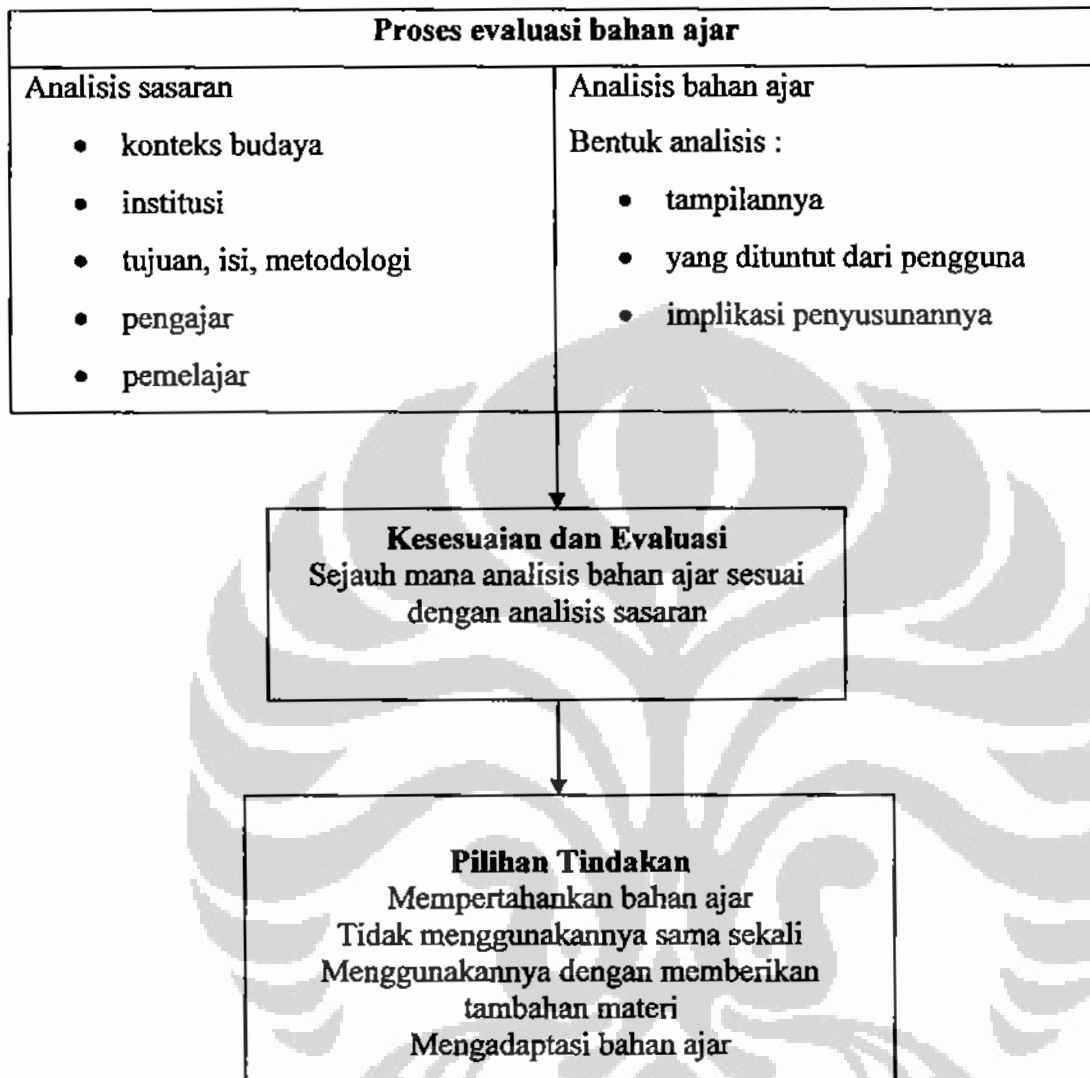 Proses evaluasi bahan ajar
Analisis sasaran
• konteks budaya
• institusi
• tujuan, isi, metodologi
• pengajar
• pemelajar
Analisis bahan ajar
Bentuk analisis :
• tampilannya
• yang dituntut dari pengguna
• implikasi penyusunannya
Kesesuaian dan Evaluasi
Sejauh mana analisis bahan ajar sesuai
dengan analisis sasaran
Pilihan Tindakan
Mempertahankan bahan ajar
Tidak menggunakannya sama sekali
Menggunakannya dengan memberikan
tambahan materi
Mengadaptasi bahan ajar